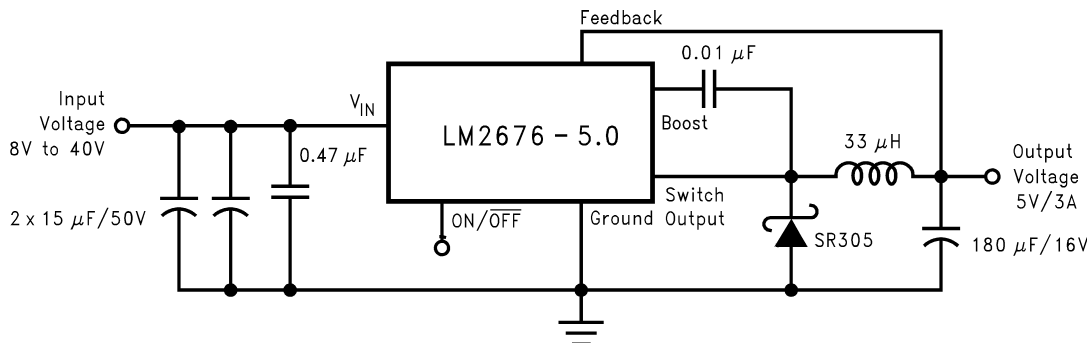 Feedback
0.01 µF
Input
Voltage
8V to 40V
VIN
LM2676 - 5.0
Boost
0.47 µF
33 µH
Output
Voltage
5V/3A
2 x 15 µF/50V
ON/OFF
Ground
Switch
Output
SR305
180 µF/16V